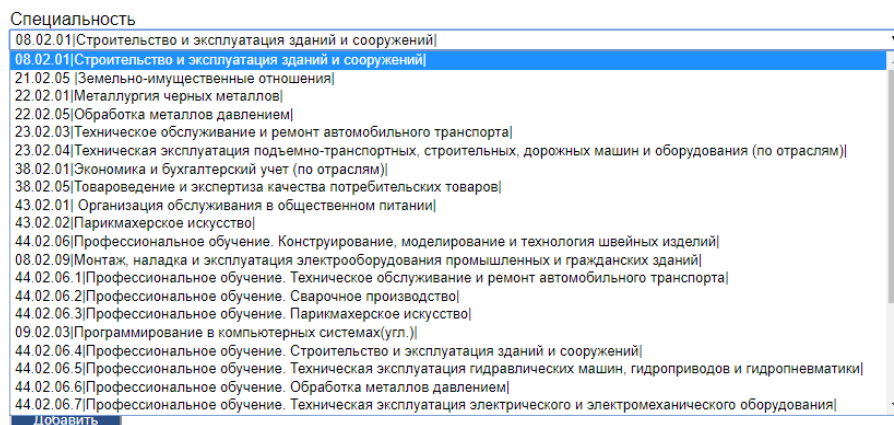 Специальность
08.02.01|Строительство и эксплуатация зданий и сооружений|
08.02.01|Строительство и эксплуатация зданий и сооружений|
21.02.05 |Земельно-имущественные отношения|
22.02.01|Металлургия черных металлов|
22.02.05|Обработка металлов давлением|
23.02.03|Техническое обслуживание и ремонт автомобильного транспорта|
23.02.04|Техническая эксплуатация подъемно-транспортных, строительных, дорожных машин и оборудования (по отраслям)|
38.02.01|Экономика и бухгалтерский учет (по отраслям)|
38.02.05|Товароведение и экспертиза качества потребительских товаров|
43.02.01| Организация обслуживания в общественном питании|
43.02.02|Парикмахерское искусство|
44.02.06|Профессиональное обучение. Конструирование, моделирование и технология швейных изделий|
08.02.09|Монтаж, наладка и эксплуатация электрооборудования промышленных и гражданских зданий|
44.02.06.1|Профессиональное обучение. Техническое обслуживание и ремонт автомобильного транспорта|
44.02.06.2|Профессиональное обучение. Сварочное производство|
44.02.06.3|Профессиональное обучение. Парикмахерское искусство|
09.02.03|Программирование в компьютерных системах(угл.)|
44.02.06.4|Профессиональное обучение. Строительство и эксплуатация зданий и сооружений|
44.02.06.5|Профессиональное обучение. Техническая эксплуатация гидравлических машин, гидроприводов и гидропневматики|
44.02.06.6|Профессиональное обучение. Обработка металлов давлением|
44.02.06.7|Профессиональное обучение. Техническая эксплуатация электрического и электромеханического оборудования|
Добавить